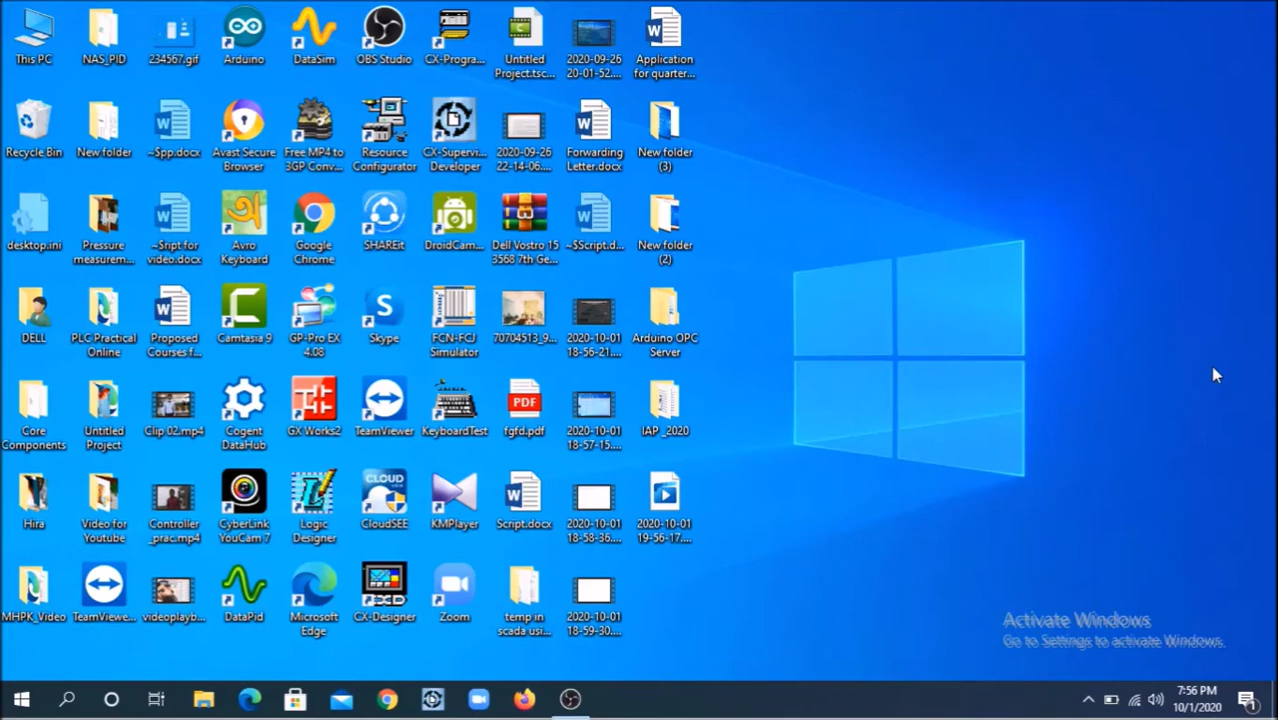 This PC
NAS_PID
234567.gif
Arduino
DataSim
OBS Studio
CX-Progra...
Untitled
Project.tsc...
2020-09-26
20-01-52....
Application
for quarter...
Recycle Bin
New folder
~$pp.docx
Avast Secure
Browser
Free MP4 to
3GP Conv...
Resource
Configurator
CX-Supervi...
Developer
2020-09-26
22-14-06....
Forwarding
Letter.docx
New folder
(3)
desktop.ini
Pressure
measurem...
~$ript for
video.docx
Avro
Keyboard
Google
Chrome
SHAREit
DroidCam...
Dell Vostro 15
3568 7th Ge...
~$Script.d...
New folder
(2)
DELL
PLC Practical
Online
Proposed
Courses f...
Camtasia 9
GP-Pro EX
4.08
Skype
FCN-FCJ
Simulator
70704513_9...
2020-10-01
18-56-21....
Arduino OPC
Server
Core
Components
Untitled
Project
Clip 02.mp4
Cogent
DataHub
GX Works2
TeamViewer
KeyboardTest
PDF
fgfd.pdf
2020-10-01
18-57-15....
IAP _2020
Hira
Video for
Youtube
Controller
_prac.mp4
CyberLink
YouCam 7
Logic
Designer
CLOUD
CloudSEE
KMPlayer
Script.docx
2020-10-01
18-58-36....
2020-10-01
19-56-17....
MHPK_Video
TeamViewe...
videoplayb...
DataPid
Microsoft
Edge
CX-Designer
Zoom
temp in
scada usi...
2020-10-01
18-59-30....
Activate Windows
Go to Settings to activate Windows.
7:56 PM
10/1/2020
1